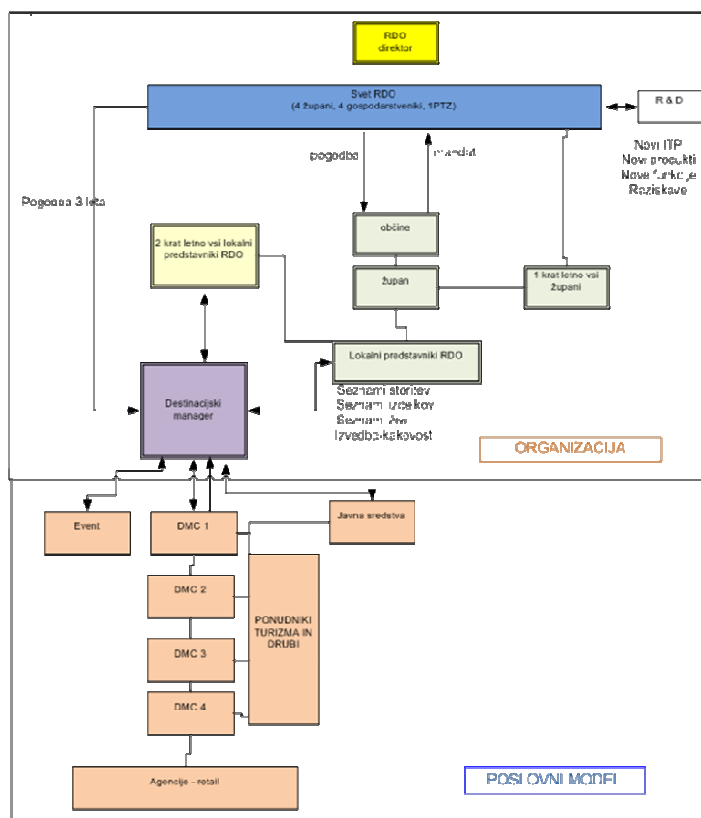 RDO
direktor
Svet RDO
(4 župani, 4 gospodarstveniki, 1PTZ)
R & D
pogodba
mandat
Novi ITP
Novi produkti
Nove funkcije
Raziskave
Pogodba 3 leta
2 krat letno vsi lokalni
predstavniki RDO
občine
župan
1 krat letno vsi
župani
Lokalni predstavniki RDO
Destinacijski
manager
Seznami storitev
Seznam izdelkov
Seznam
Izvedba-kakovost
ORGANIZACIJA
Event
DMC 1
Javna sredstva
DMC 2
PONUDNIKI
TURIZMA IN
DRUBI
DMC 3
DMC 4
Agencije - retail
POSLOVNI MODEL